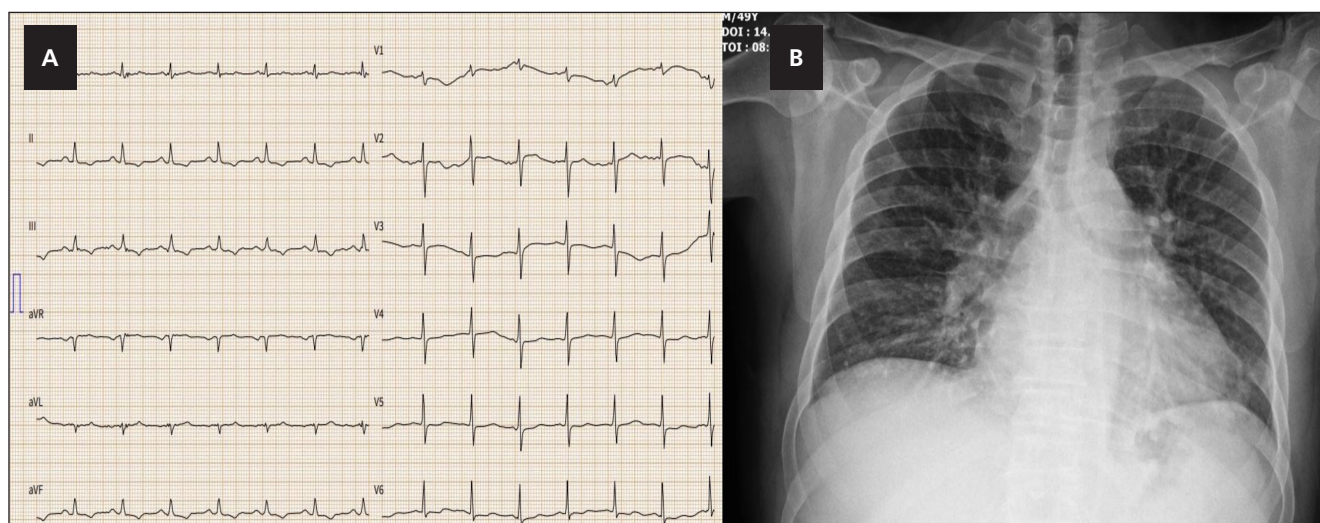 A
V1
II
V2
III
V3
aVR
V4
aVL
V5
aVF
V6
M/49Y
DOI : 14.
TOI : 08:
B